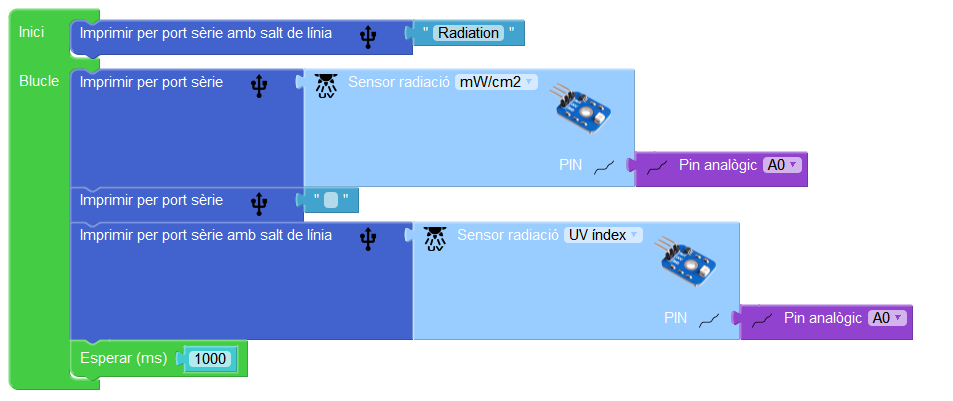 Inici
Imprimir per port sèrie amb salt de línia " Radiation "
Blucle
Imprimir per port sèrie UV Sensor radiació mW/cm2
PIN Pin analògic A0
Imprimir per port sèrie " "
Imprimir per port sèrie amb salt de línia UV Sensor radiació UV índex
PIN Pin analògic A0
Esperar (ms) 1000